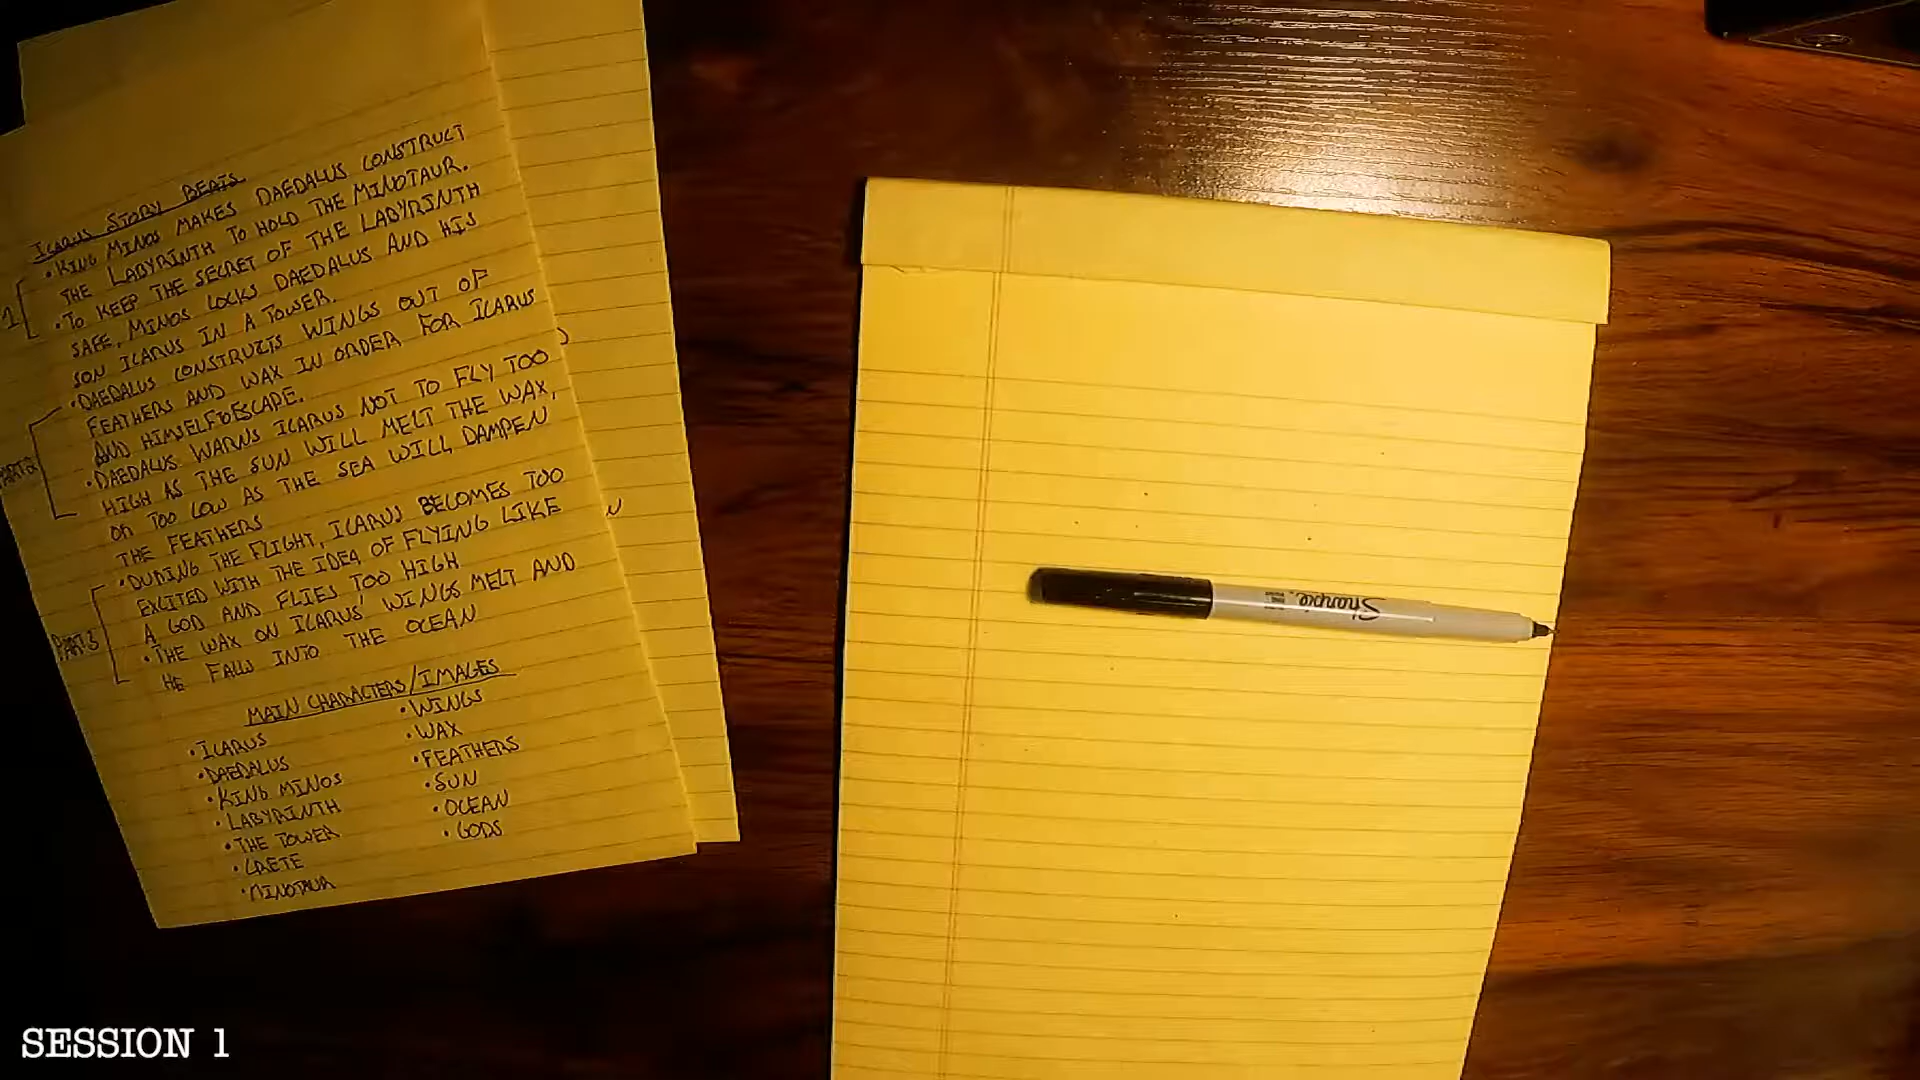 ICARUS STORY BEATS
• KING MINOS MAKES DAEDALUS CONSTRUCT
THE LABYRINTH TO HOLD THE MINOTAUR.
• TO KEEP THE SECRET OF THE LABYRINTH
SAFE, MINOS LOCKS DAEDALUS AND HIS
SON ICARUS IN A TOWER.
• DAEDALUS CONSTRUCTS WINGS OUT OF
FEATHERS AND WAX IN ORDER FOR ICARUS
AND HIMSELF TO ESCAPE.
• DAEDALUS WARNS ICARUS NOT TO FLY TOO
HIGH AS THE SUN WILL MELT THE WAX,
OR TOO LOW AS THE SEA WILL DAMPEN
THE FEATHERS
• DURING THE FLIGHT, ICARUS BECOMES TOO
EXCITED WITH THE IDEA OF FLYING LIKE
A GOD AND FLIES TOO HIGH
• THE WAX ON ICARUS' WINGS MELT AND
HE FALLS INTO THE OCEAN
1
PART 2
PART 3
MAIN CHARACTERS/IMAGES
• ICARUS
• DAEDALUS
• KING MINOS
• LABYRINTH
• THE TOWER
• CRETE
• MINOTAUR
• WINGS
• WAX
• FEATHERS
• SUN
• OCEAN
• GODS
Sharpie
SESSION 1